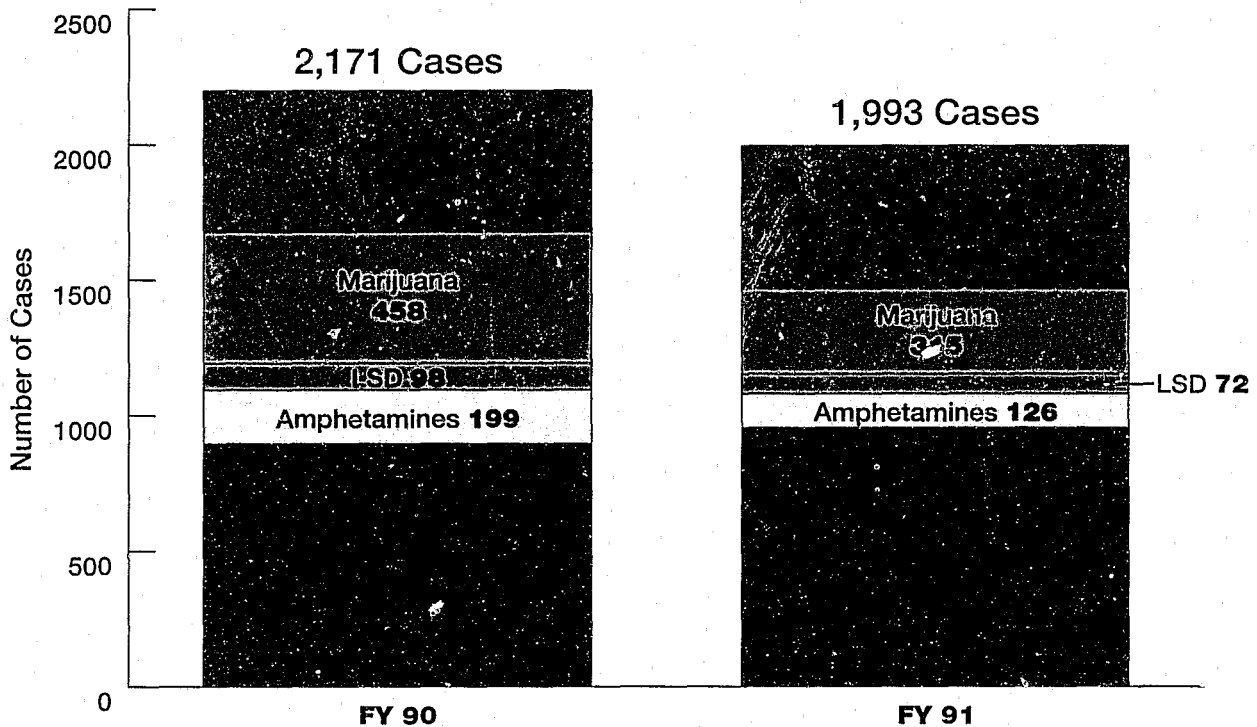 2500
2,171 Cases
1,993 Cases
2000
Number of Cases
Marijuana
458
1500
Marijuana
LSD 98
LSD 72
Amphetamines 199
Amphetamines 126
1000
500
0
FY 90
FY 91